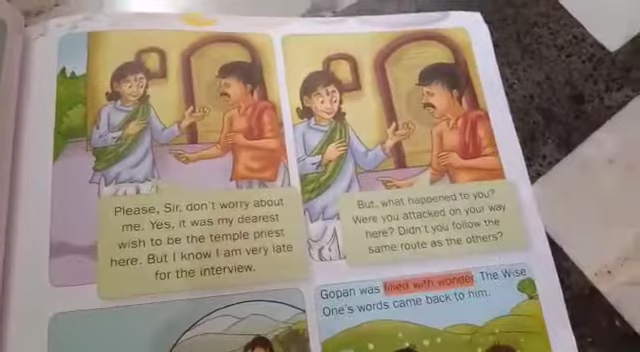 Please, Sir, don't worry about
me. Yes, it was my dearest
wish to be the temple priest
here. But I know I am very late
for the interview.
But, what happened to you?
Were you attacked on your way
here? Didn't you follow the
same route as the others?
Gopan was filled with wonder. The Wise
One's words came back to him.